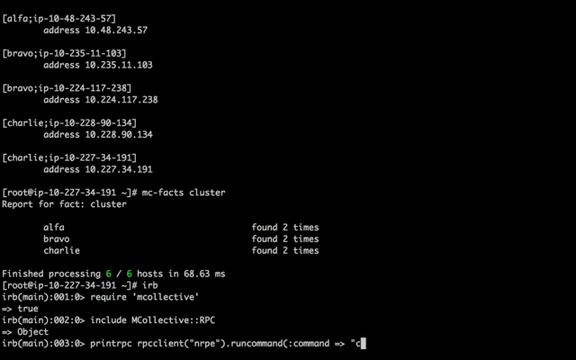 [alfa;ip-10-48-243-57]
address 10.48.243.57
[bravo;ip-10-235-11-103]
address 10.235.11.103
[bravo;ip-10-224-117-238]
address 10.224.117.238
[charlie;ip-10-228-90-134]
address 10.228.90.134
[charlie;ip-10-227-34-191]
address 10.227.34.191
[root@ip-10-227-34-191 ~]# mc-facts cluster
Report for fact: cluster
alfa found 2 times
bravo found 2 times
charlie found 2 times
Finished processing 6 / 6 hosts in 68.63 ms
[root@ip-10-227-34-191 ~]# irb
irb(main):001:0> require 'mcollective'
=> true
irb(main):002:0> include MCollective::RPC
=> Object
irb(main):003:0> printrpc rpcclient("nrpe").runcommand(:command => "c